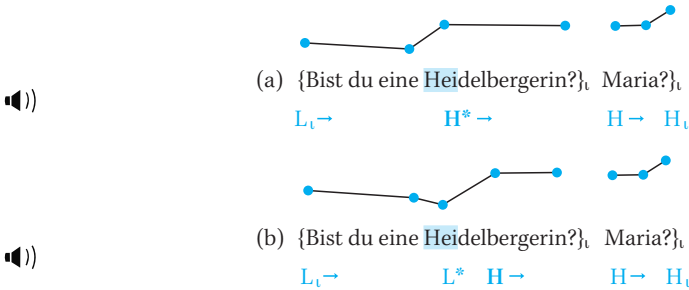 (a) {Bist du eine Heidelbergerin?}ι Maria?}ι
Lι→ H*→ H→ Hι
(b) {Bist du eine Heidelbergerin?}ι Maria?}ι
Lι→ L* H→ H→ Hι